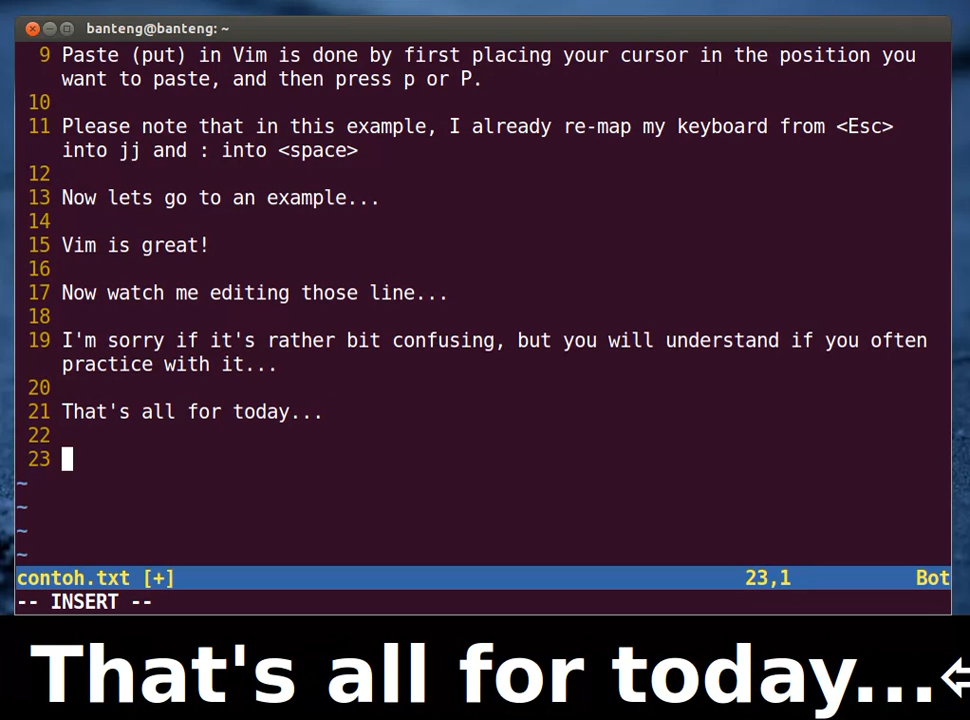 banteng@banteng: ~
9 Paste (put) in Vim is done by first placing your cursor in the position you
want to paste, and then press p or P.
10
11 Please note that in this example, I already re-map my keyboard from <Esc>
into jj and : into <space>
12
13 Now lets go to an example...
14
15 Vim is great!
16
17 Now watch me editing those line...
18
19 I'm sorry if it's rather bit confusing, but you will understand if you often
practice with it...
20
21 That's all for today...
22
23
~
~
~
~
contoh.txt [+] 23,1 Bot
-- INSERT --
That's all for today...⇐